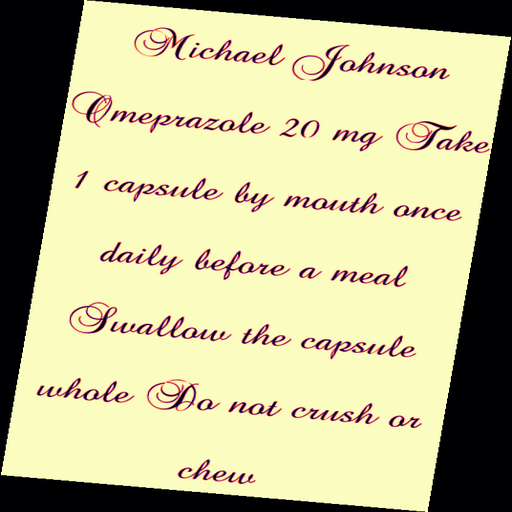 Michael Johnson
Omeprazole 20 mg Take
1 capsule by mouth once
daily before a meal
Swallow the capsule
whole Do not crush or
chew